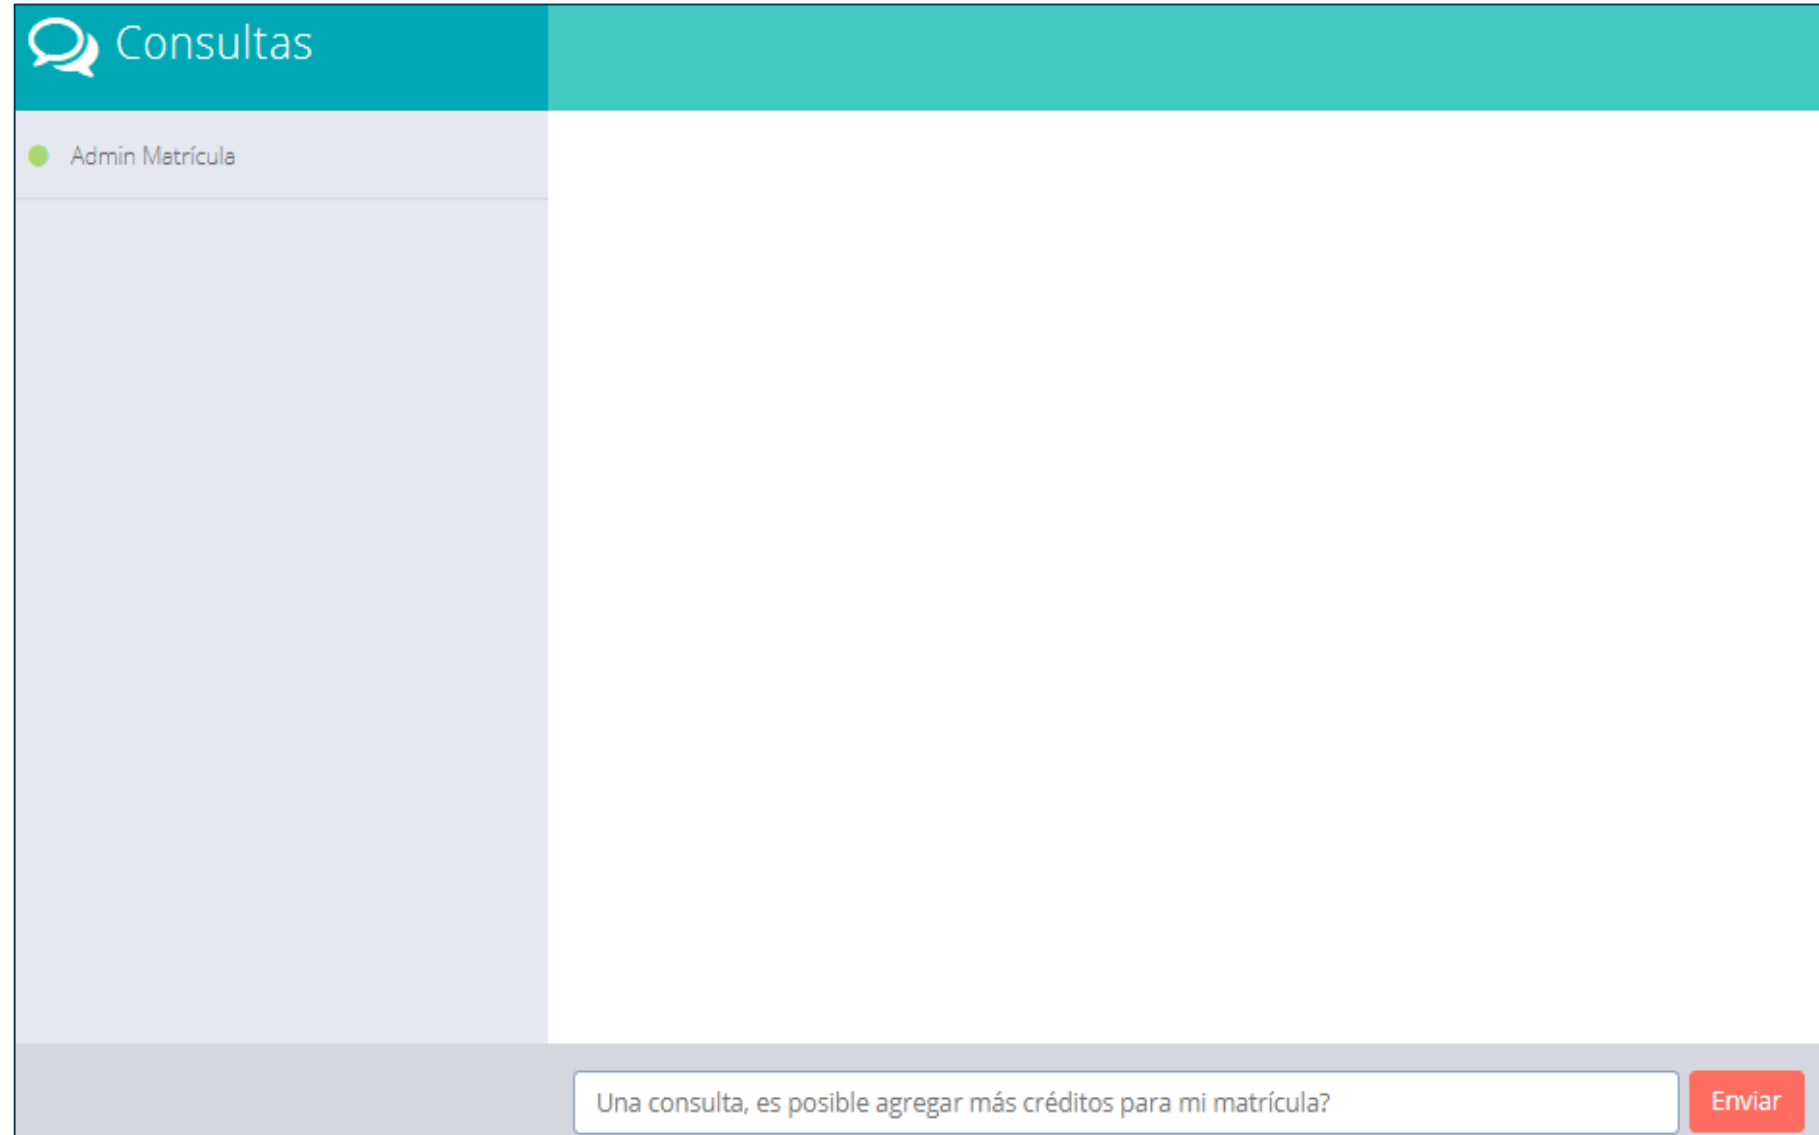 Consultas
Admin Matrícula
Una consulta, es posible agregar más créditos para mi matrícula?
Enviar